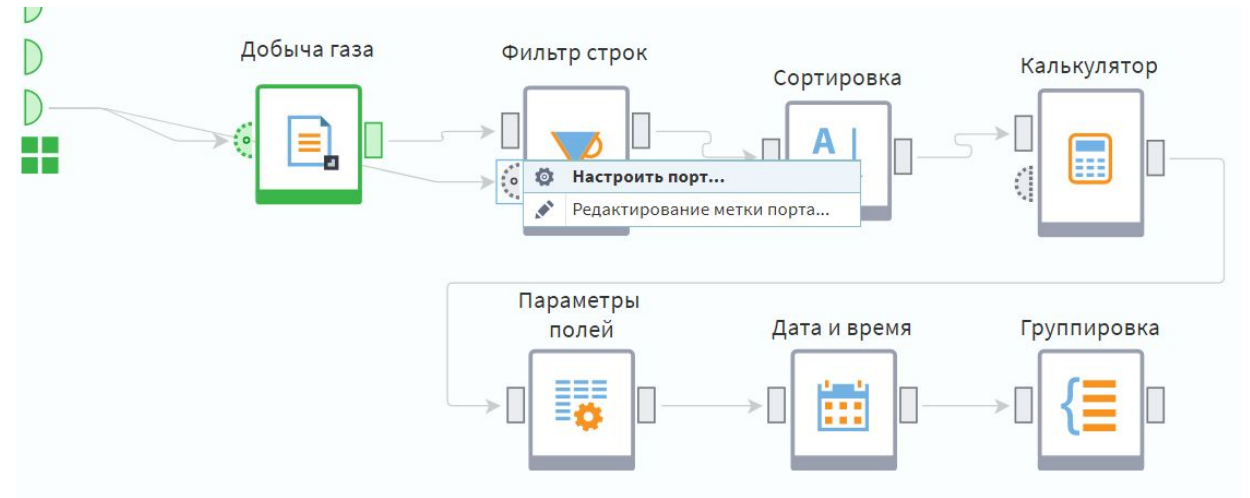 Добыча газа
Фильтр строк
Сортировка
Калькулятор
Настроить порт...
Редактирование метки порта...
Параметры
полей
Дата и время
Группировка